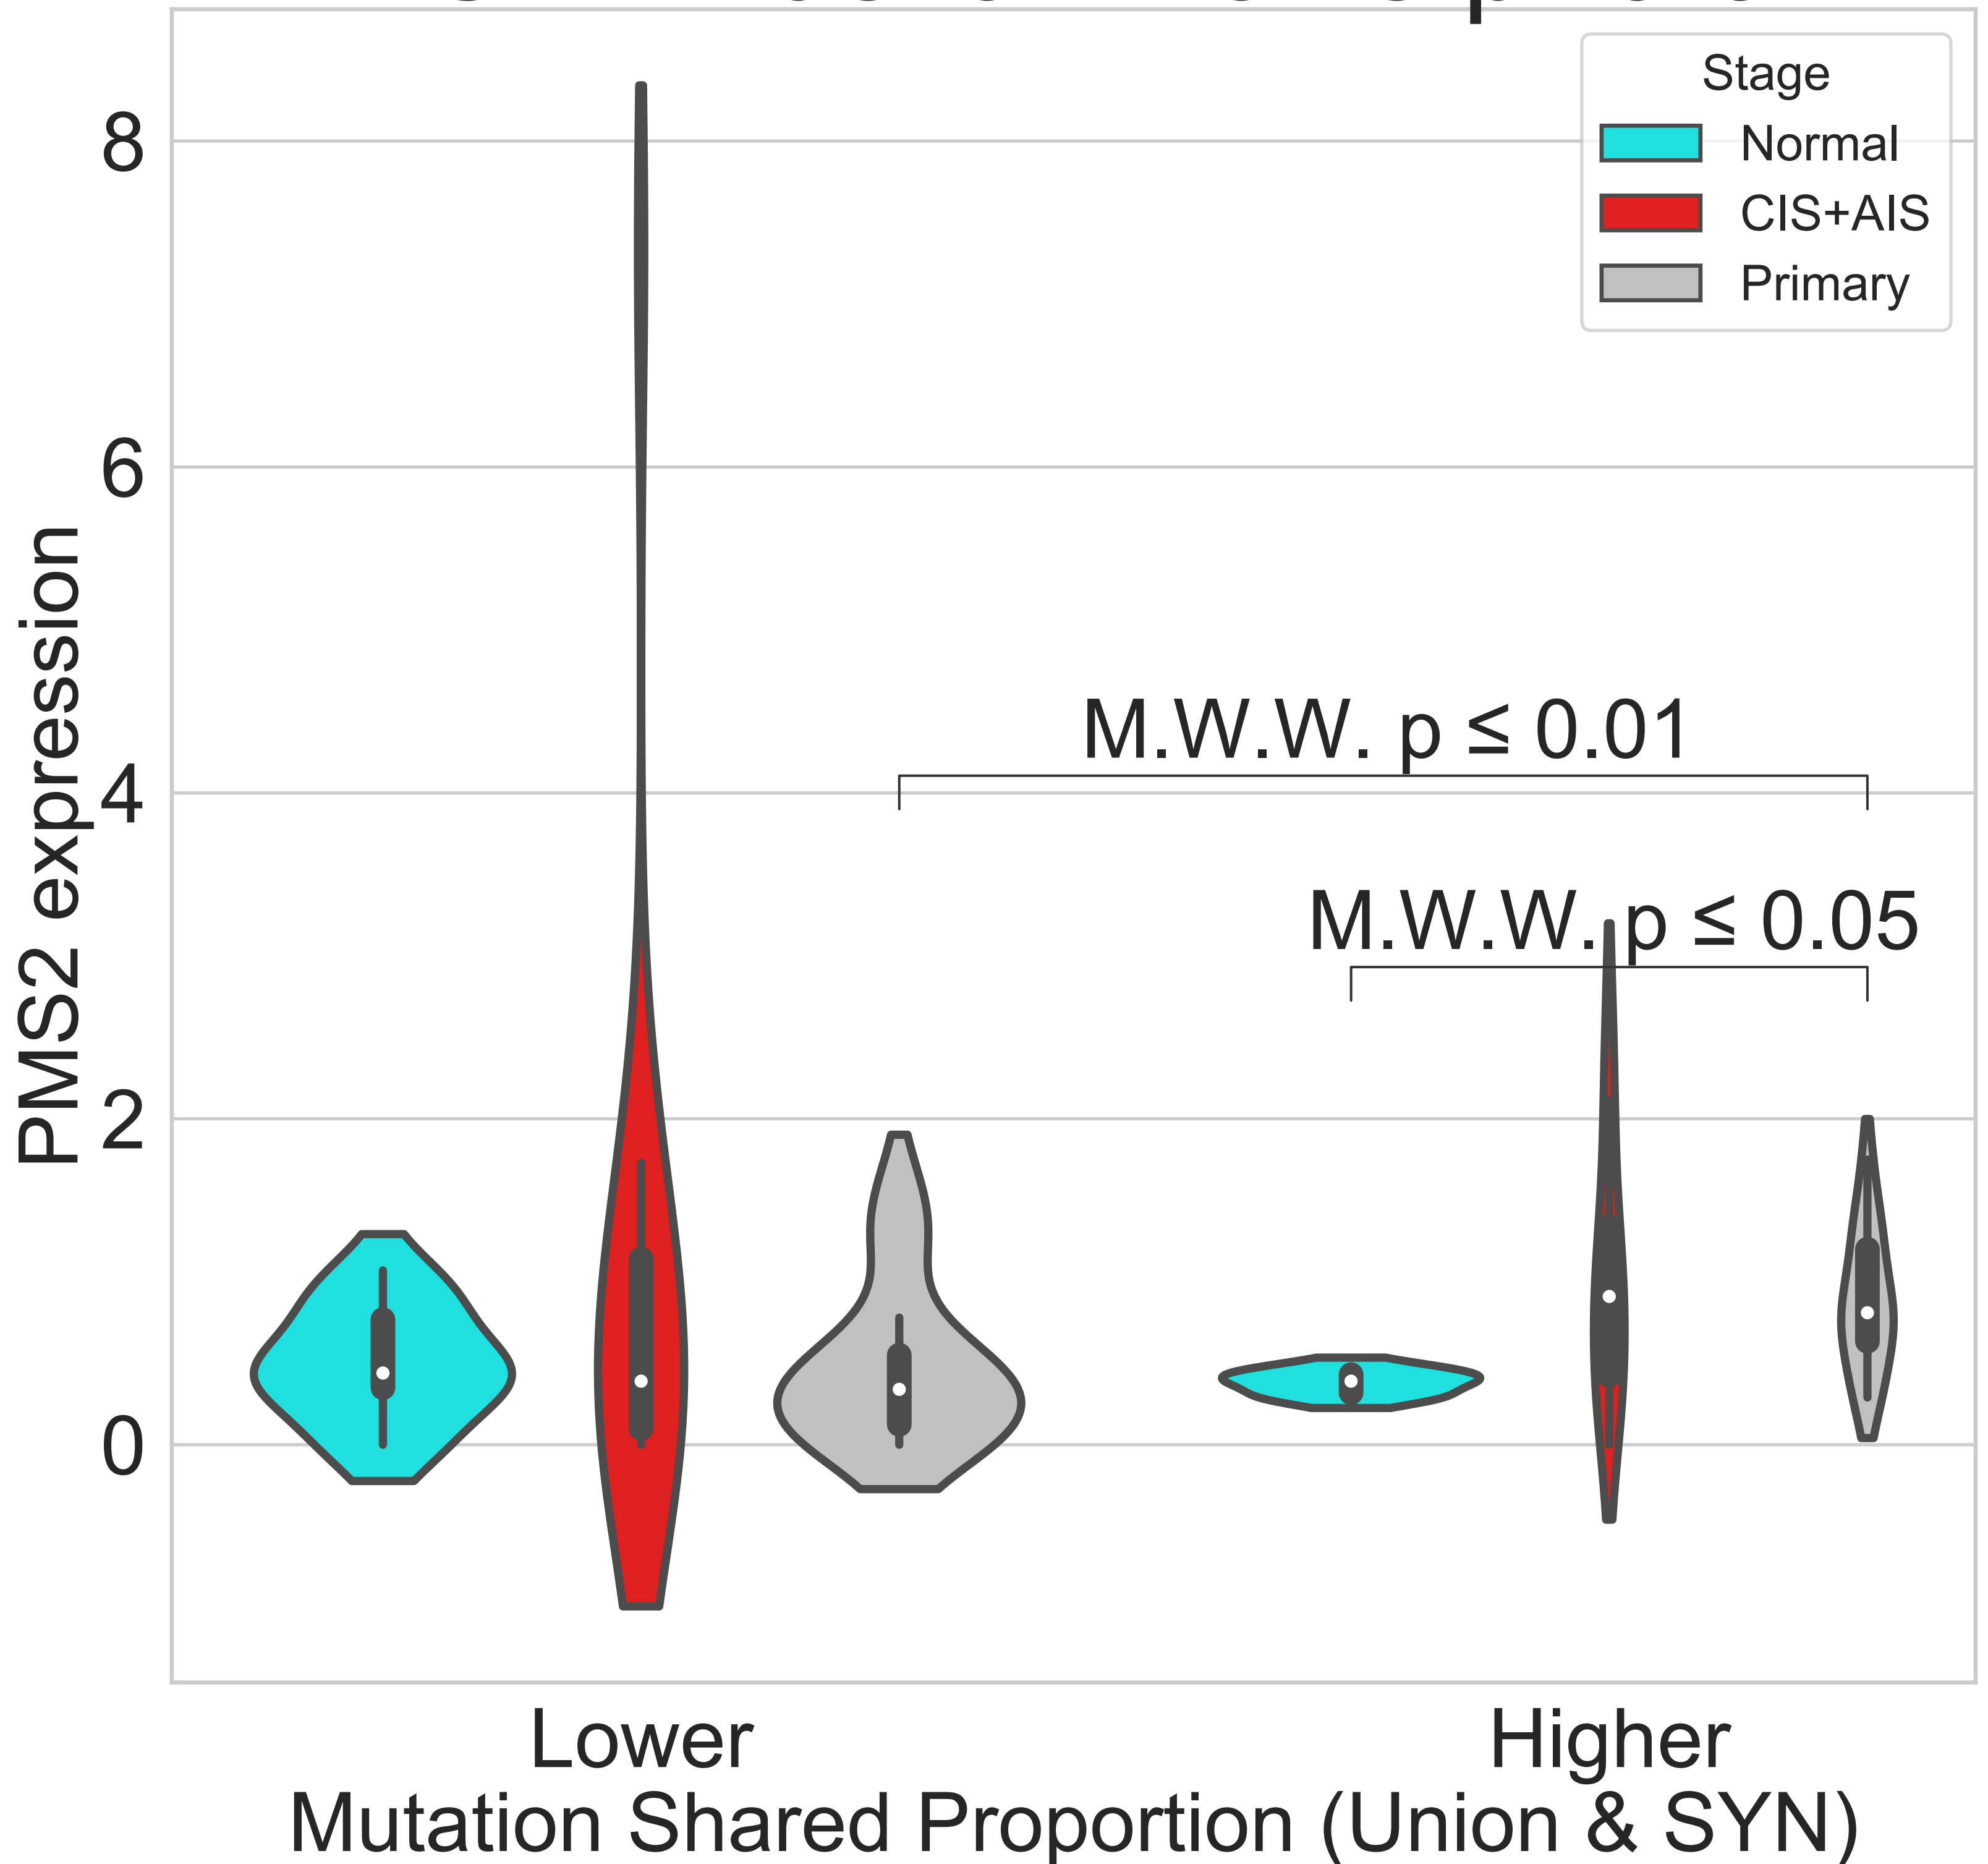 Stage
Normal
CIS+AIS
Primary
8
6
4
2
0
PMS2 expression
M.W.W. p ≤ 0.01
M.W.W. p ≤ 0.05
Lower
Higher
Mutation Shared Proportion (Union & SYN)